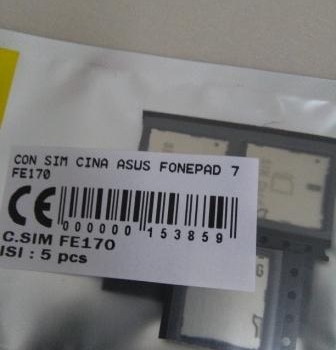 CON SIM CINA ASUS FONEPAD 7
FE170
CE
000000 153859
C.SIM FE170
ISI : 5 pcs